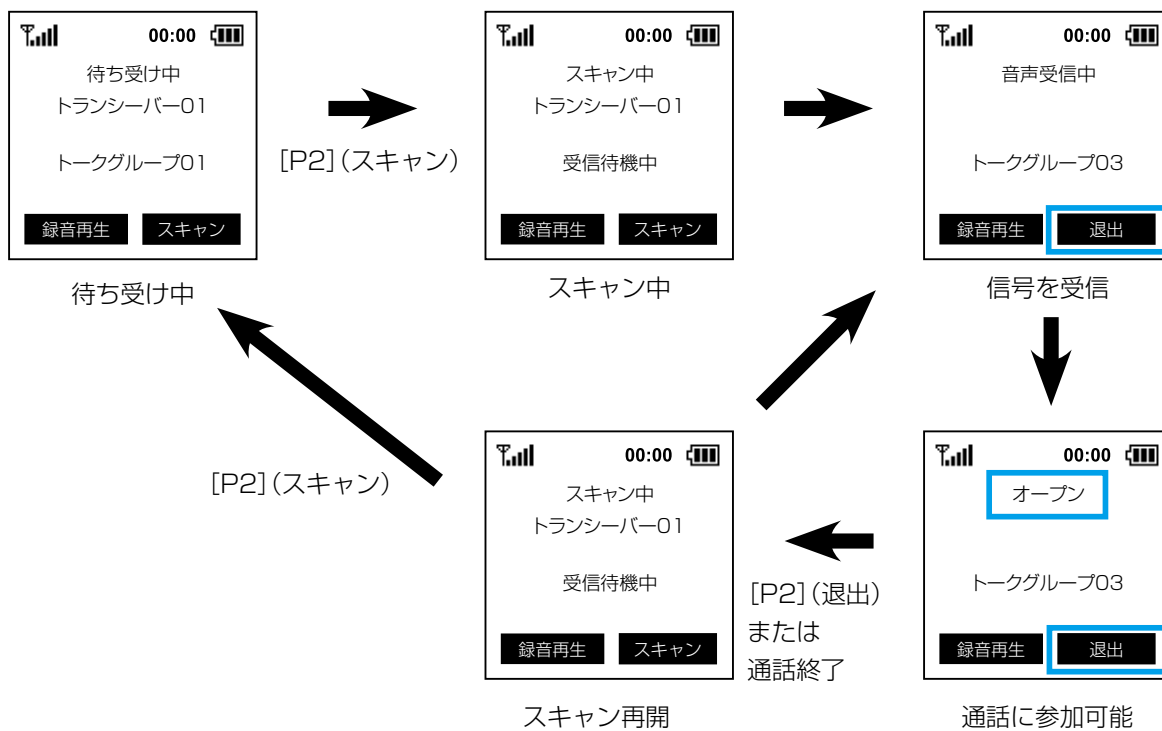 00:00
待ち受け中
トランシーバー01
トークグループ01
録音再生 スキャン
待ち受け中
[P2](スキャン)
00:00
スキャン中
トランシーバー01
受信待機中
録音再生 スキャン
スキャン中
00:00
音声受信中
トークグループ03
録音再生 退出
信号を受信
00:00
オープン
トークグループ03
録音再生 退出
通話に参加可能
[P2](退出)
または
通話終了
00:00
スキャン中
トランシーバー01
受信待機中
録音再生 スキャン
スキャン再開
[P2](スキャン)